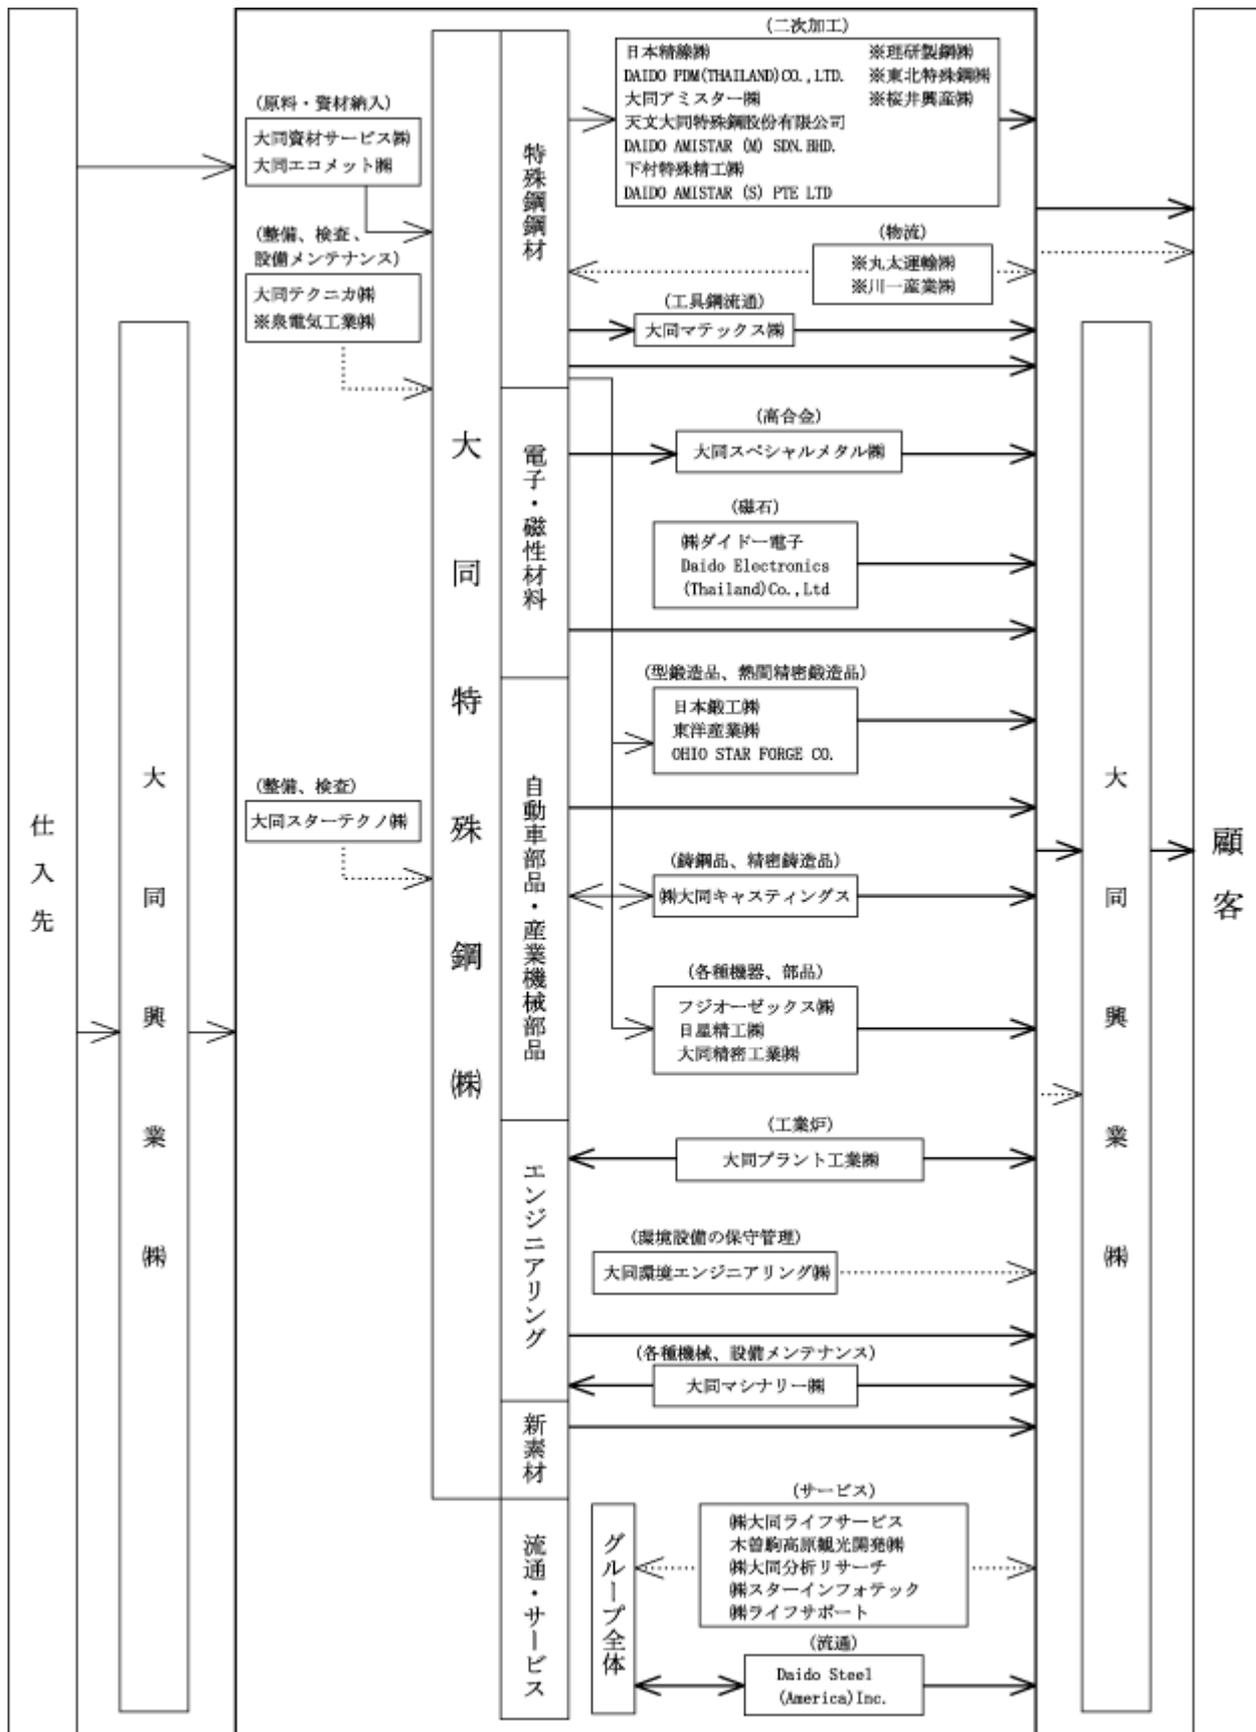 仕入先
大同興業㈱
(原料・資材納入)
大同資材サービス㈱
大同エコメット㈱
(整備、検査、
設備メンテナンス)
大同テクニカ㈱
※泉電気工業㈱
(整備、検査)
大同スターテクノ㈱
大同特殊鋼㈱
特殊鋼鋼材
(二次加工)
日本精線㈱
DAIDO PDM(THAILAND)CO.,LTD.
大同アミスター㈱
天文大同特殊鋼股份有限公司
DAIDO AMISTAR (M) SDN.BHD.
下村特殊精工㈱
DAIDO AMISTAR (S) PTE LTD
※理研製鋼㈱
※東北特殊鋼㈱
※桜井興産㈱
(物流)
※丸太運輸㈱
※川一産業㈱
(工具鋼流通)
大同マテックス㈱
電子・磁性材料
(高合金)
大同スペシャルメタル㈱
(磁石)
㈱ダイドー電子
Daido Electronics
(Thailand)Co.,Ltd
自動車部品・産業機械部品
(型鍛造品、熱間精密鍛造品)
日本鍛工㈱
東洋産業㈱
OHIO STAR FORGE CO.
(鋳鋼品、精密鋳造品)
㈱大同キャスティングス
(各種機器、部品)
フジオーゼックス㈱
日星精工㈱
大同精密工業㈱
エンジニアリング
(工業炉)
大同プラント工業㈱
(環境設備の保守管理)
大同環境エンジニアリング㈱
(各種機械、設備メンテナンス)
大同マシナリー㈱
新素材
流通・サービス
グループ全体
(サービス)
㈱大同ライフサービス
木曽駒高原観光開発㈱
㈱大同分析リサーチ
㈱スターインフォテック
㈱ライフサポート
(流通)
Daido Steel
(America)Inc.
大同興業㈱
顧客